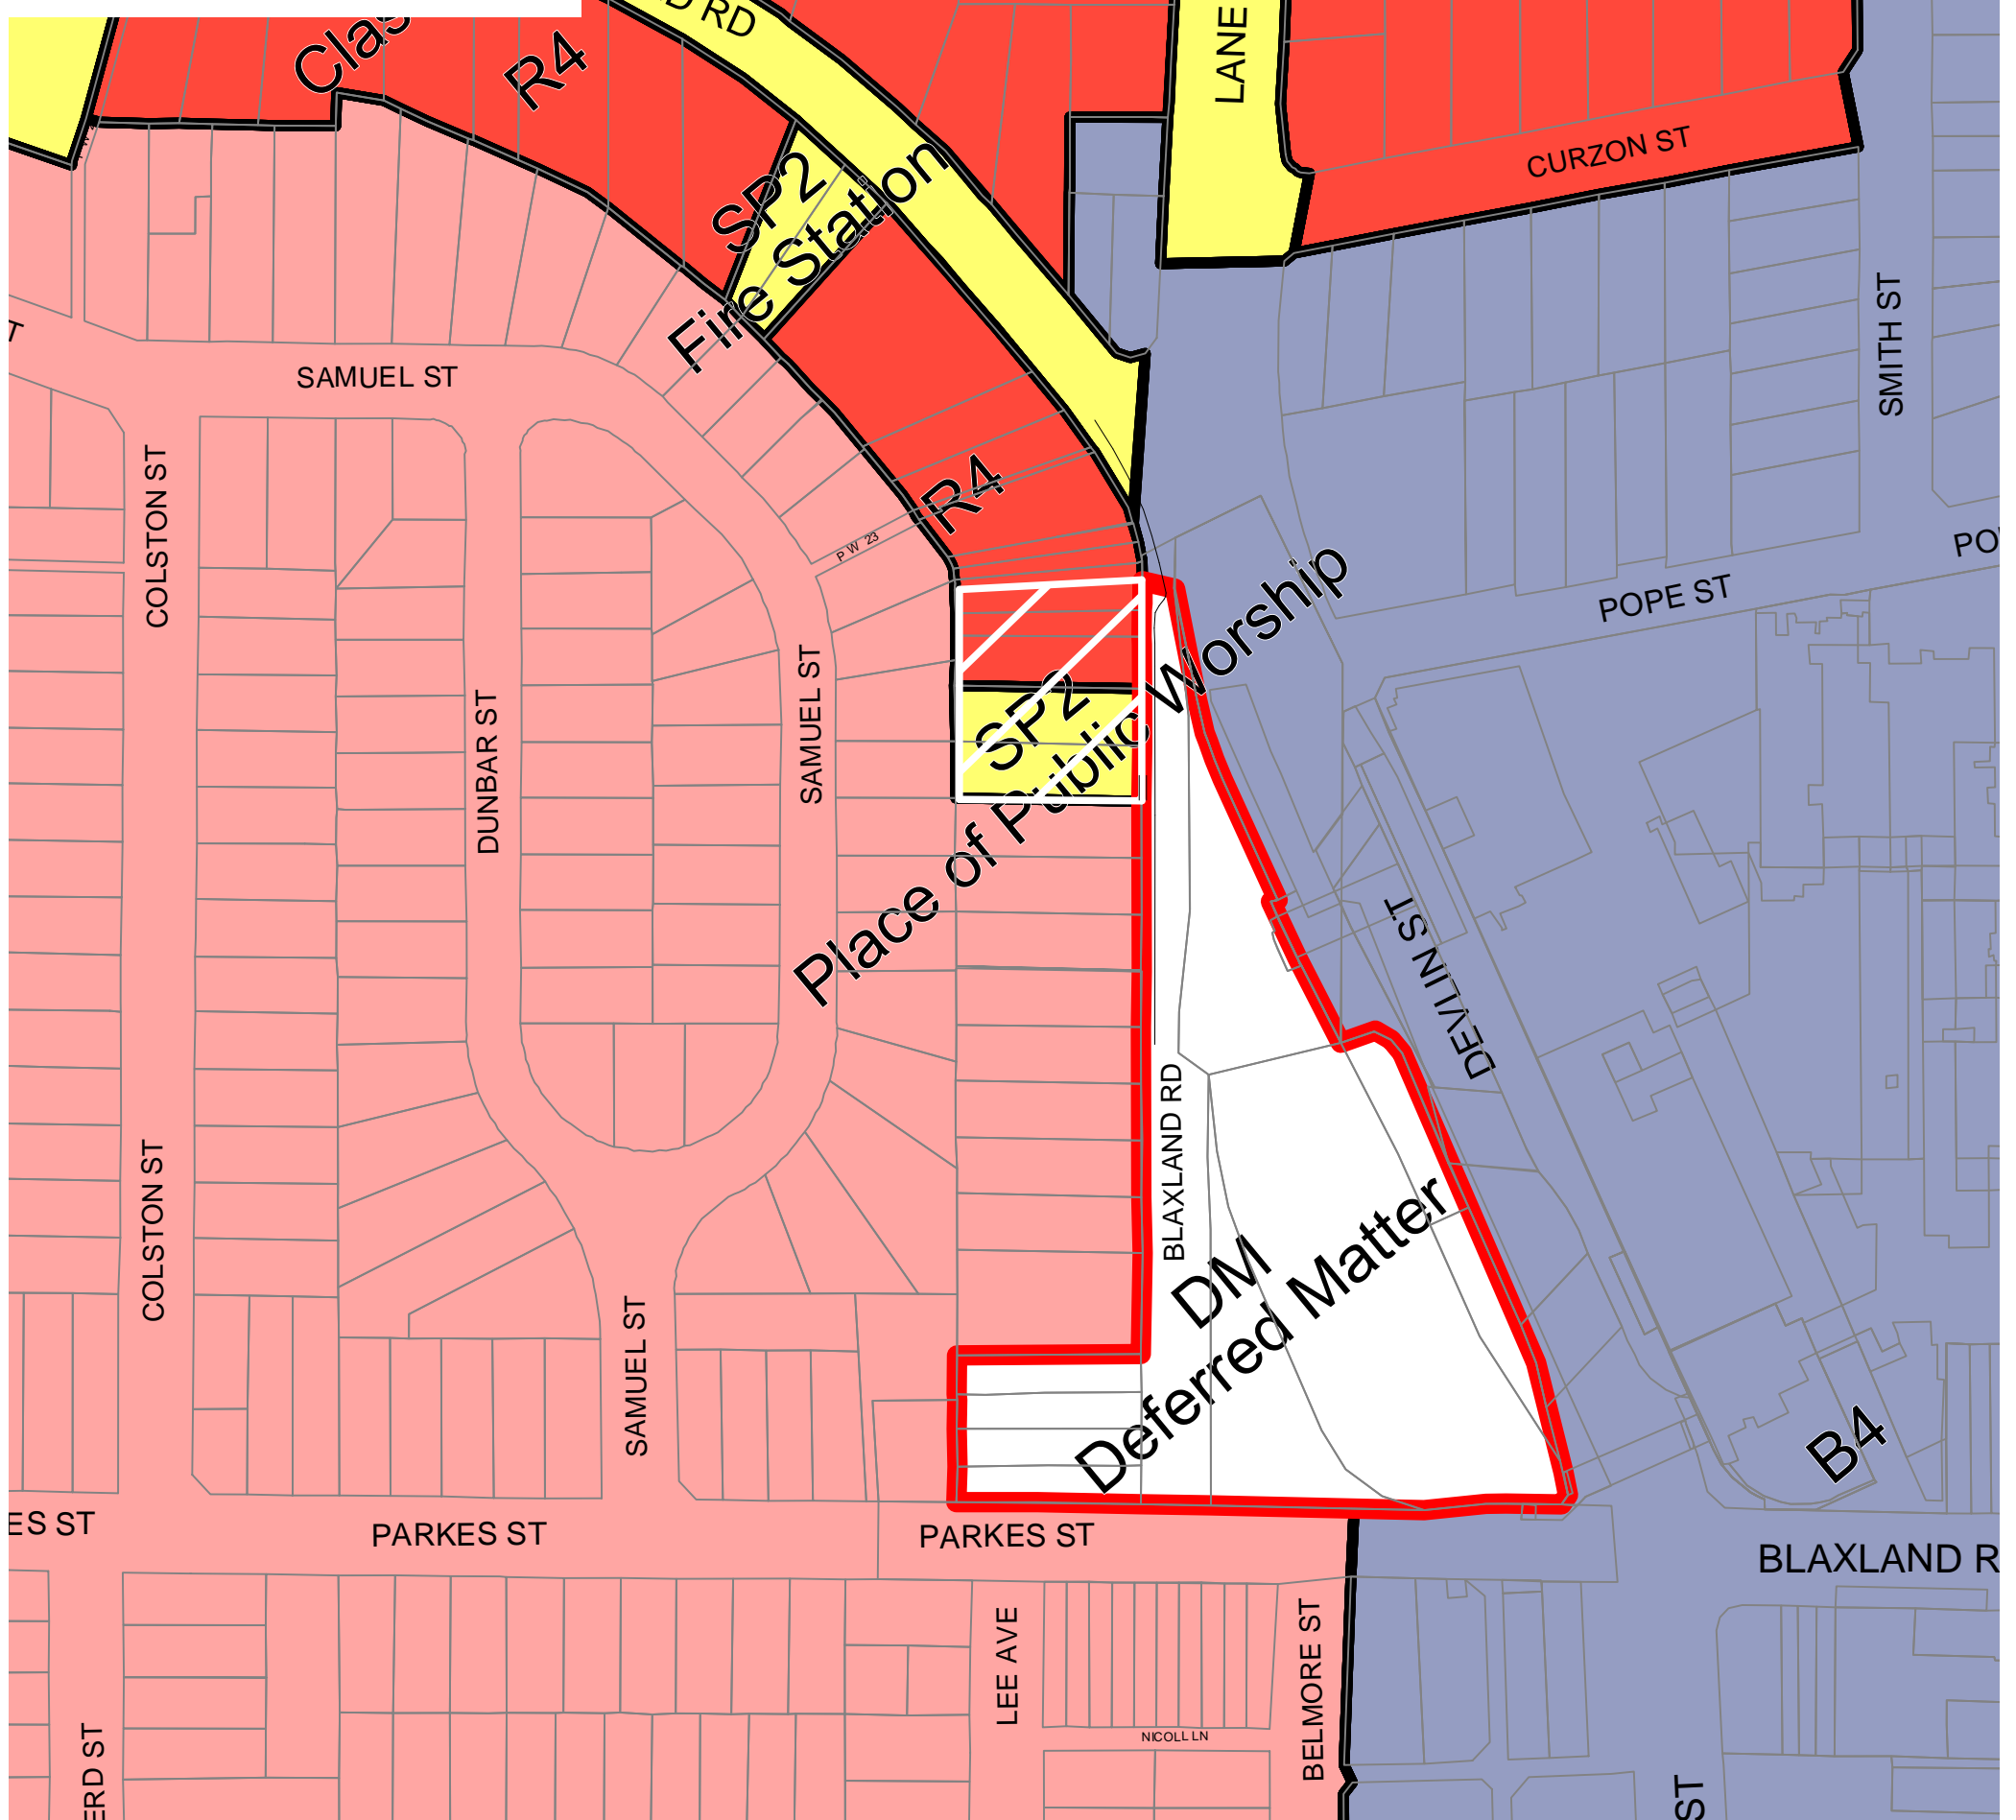 Clas
R4
D RD
LANE
CURZON ST
SP2
Fire Station
SMITH ST
SAMUEL ST
COLSTON ST
R4
P W 23
POPE ST
PO
SP2
Place of Public Worship
DUNBAR ST
SAMUEL ST
DEVLIN ST
BLAXLAND RD
COLSTON ST
SAMUEL ST
DM
Deferred Matter
B4
ES ST
PARKES ST
PARKES ST
BLAXLAND R
LEE AVE
BELMORE ST
NICOLL LN
ERD ST
ST